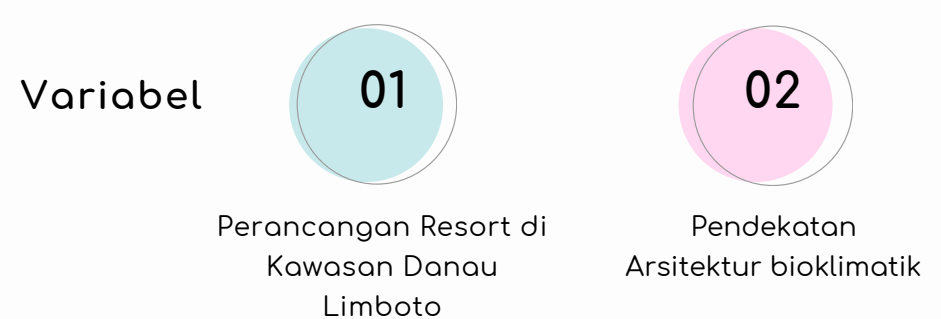 Variabel
01
Perancangan Resort di
Kawasan Danau
Limboto
02
Pendekatan
Arsitektur bioklimatik